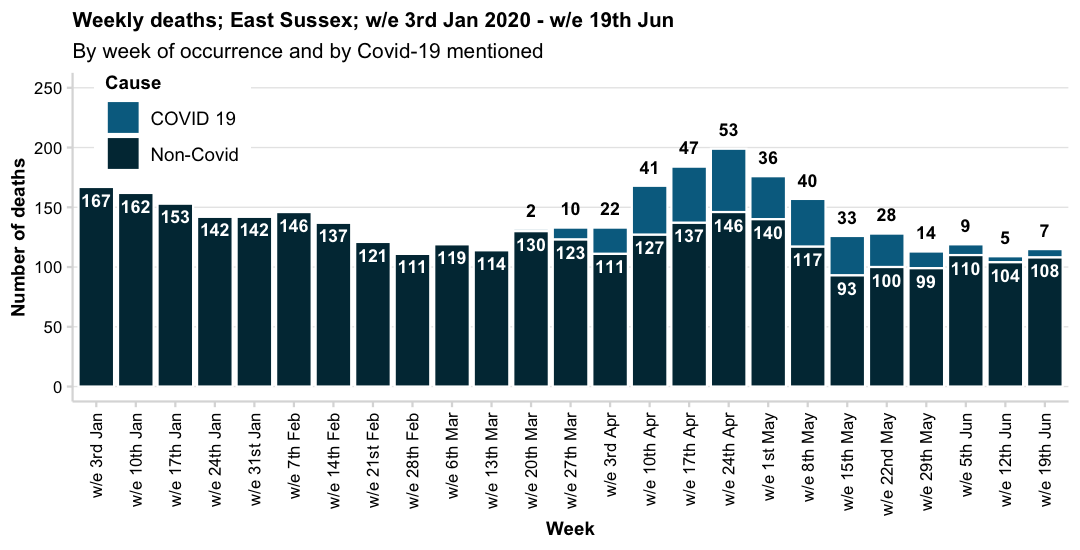 Weekly deaths; East Sussex; w/e 3rd Jan 2020 - w/e 19th Jun
By week of occurrence and by Covid-19 mentioned
Cause
COVID 19
Non-Covid
Number of deaths
250
200
150
100
50
0
2 10 22 41 47 53 36 40 33 28 14 9 5 7
167 162 153 142 142 146 137 121 111 119 114 130 123 111 127 137 146 140 117 93 100 99 110 104 108
w/e 3rd Jan
w/e 10th Jan
w/e 17th Jan
w/e 24th Jan
w/e 31st Jan
w/e 7th Feb
w/e 14th Feb
w/e 21st Feb
w/e 28th Feb
w/e 6th Mar
w/e 13th Mar
w/e 20th Mar
w/e 27th Mar
w/e 3rd Apr
w/e 10th Apr
w/e 17th Apr
w/e 24th Apr
w/e 1st May
w/e 8th May
w/e 15th May
w/e 22nd May
w/e 29th May
w/e 5th Jun
w/e 12th Jun
w/e 19th Jun
Week